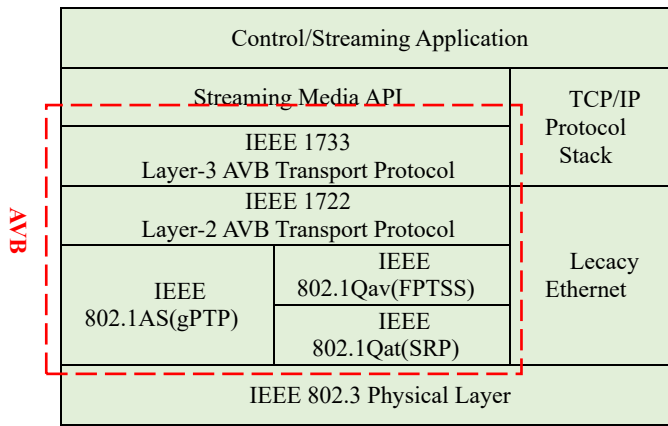 Control/Streaming Application
Streaming Media API
TCP/IP
Protocol
Stack
IEEE 1733
Layer-3 AVB Transport Protocol
IEEE 1722
Layer-2 AVB Transport Protocol
AVB
IEEE
802.1AS(gPTP)
IEEE
802.1Qav(FPTSS)
IEEE
802.1Qat(SRP)
Lecacy
Ethernet
IEEE 802.3 Physical Layer